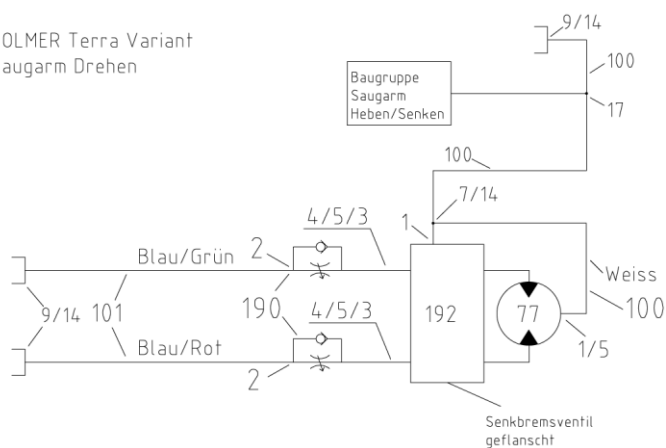 OLMER Terra Variant
augarm Drehen
9/14
100
Baugruppe
Saugarm
Heben/Senken
17
100
7/14
1
4/5/3
Blau/Grün
2
Weiss
9/14
101
190
4/5/3
192
77
100
1/5
Blau/Rot
2
Senkbremsventil
geflanscht